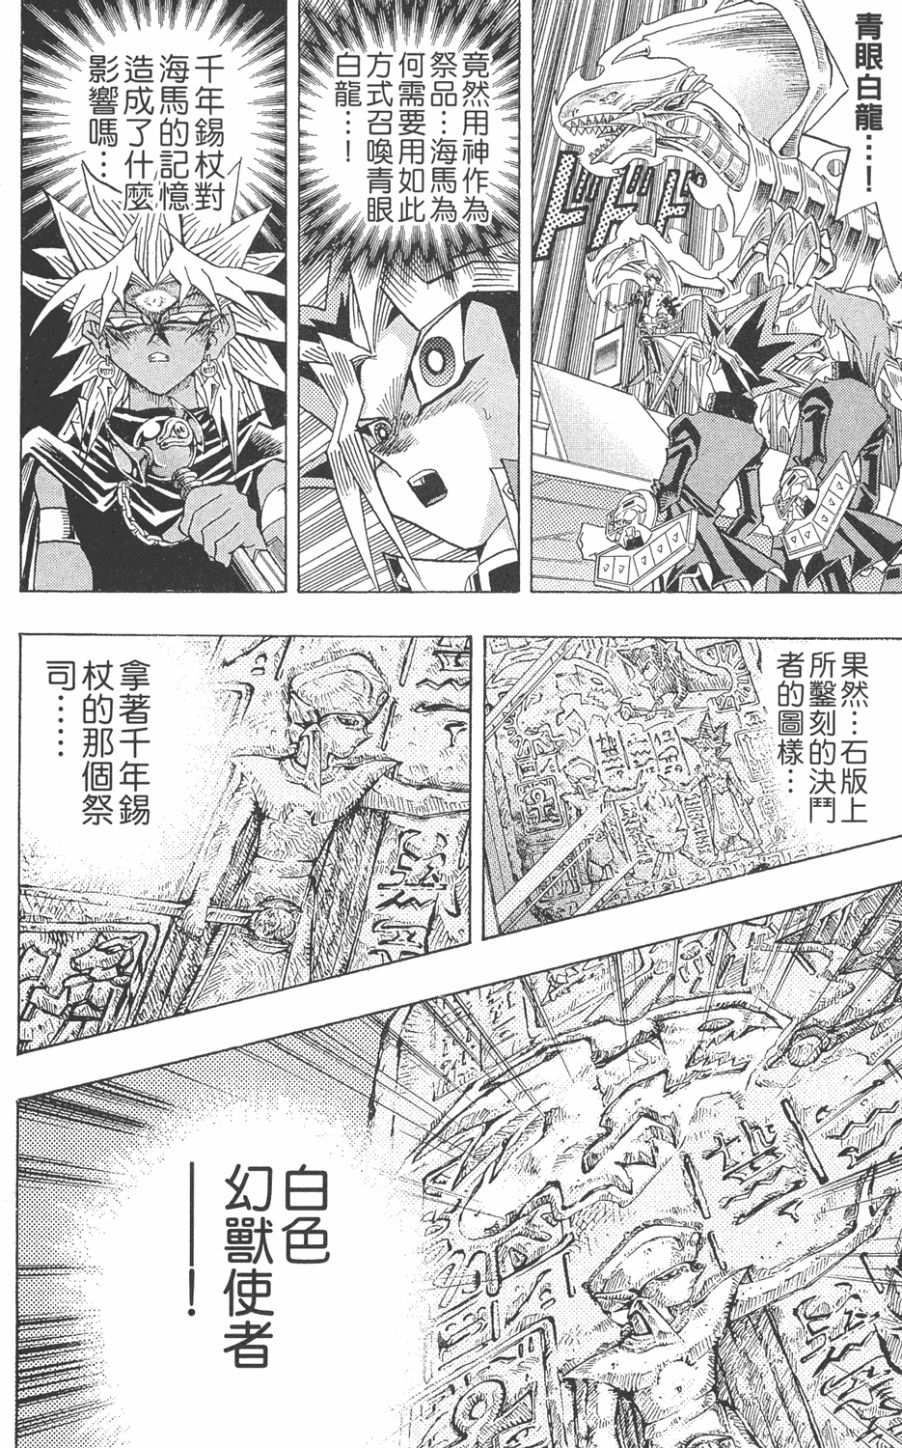 青眼白龍…！
ドドド
竟然用神作為
祭品…海馬為
何需要用如此
方式召喚青眼
白龍…！
千年錫杖對
海馬的記憶
造成了什麼
影響嗎…
果然…石版上
所鑿刻的決鬥
者的圖樣…
拿著千年錫
杖的那個祭
司……
白色
幻獸使者
——！